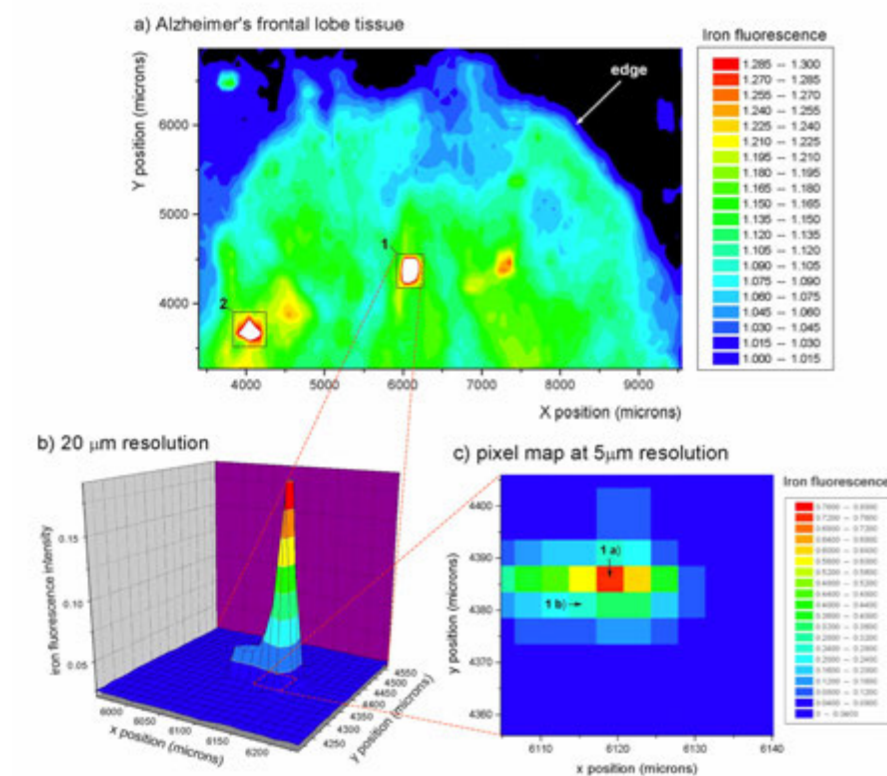 a) Alzheimer's frontal lobe tissue
Iron fluorescence
edge
1
2
Y position (microns)
6000
5000
4000
4000
5000
6000
7000
8000
9000
X position (microns)
1.285 -- 1.300
1.270 -- 1.285
1.255 -- 1.270
1.240 -- 1.255
1.225 -- 1.240
1.210 -- 1.225
1.195 -- 1.210
1.180 -- 1.195
1.165 -- 1.180
1.150 -- 1.165
1.135 -- 1.150
1.120 -- 1.135
1.105 -- 1.120
1.090 -- 1.105
1.075 -- 1.090
1.060 -- 1.075
1.045 -- 1.060
1.030 -- 1.045
1.015 -- 1.030
1.000 -- 1.015
b) 20 μm resolution
iron fluorescence intensity
0.15
0.10
0.05
6000
6050
6100
6150
6200
x position (microns)
4250
4300
4350
4400
4450
4500
4550
y position (microns)
c) pixel map at 5μm resolution
Iron fluorescence
1 a)
1 b)
y position (microns)
4400
4390
4380
4370
4360
6110
6120
6130
6140
x position (microns)